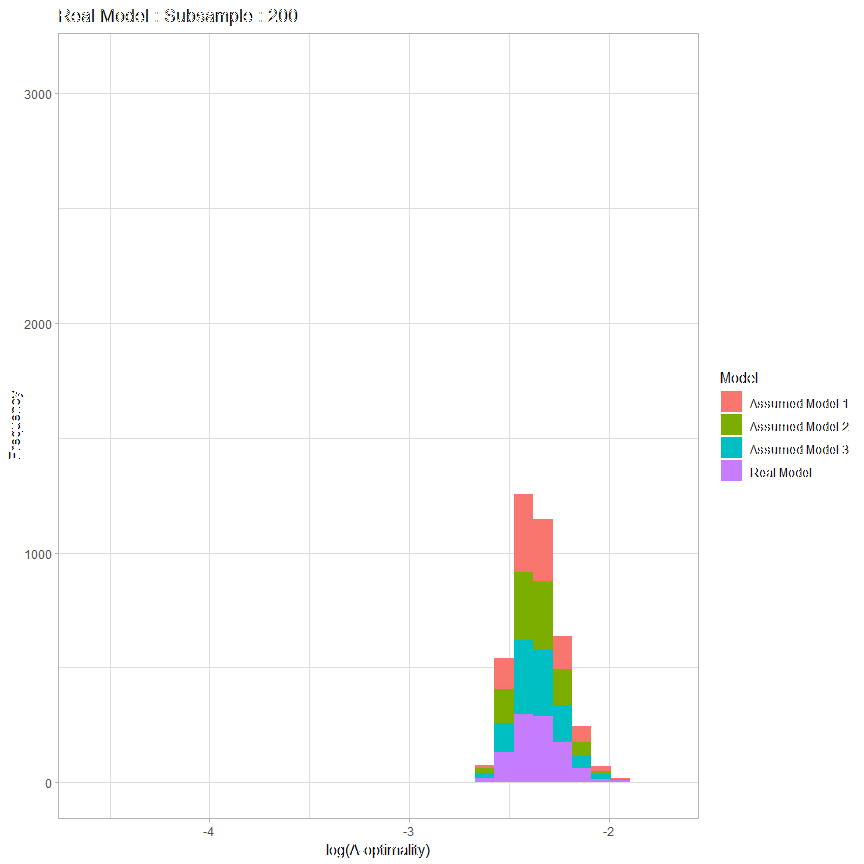 Real Model : Subsample : 200
3000
2000
1000
0
Frequency
-4
-3
-2
log(A-optimality)
Model
Assumed Model 1
Assumed Model 2
Assumed Model 3
Real Model